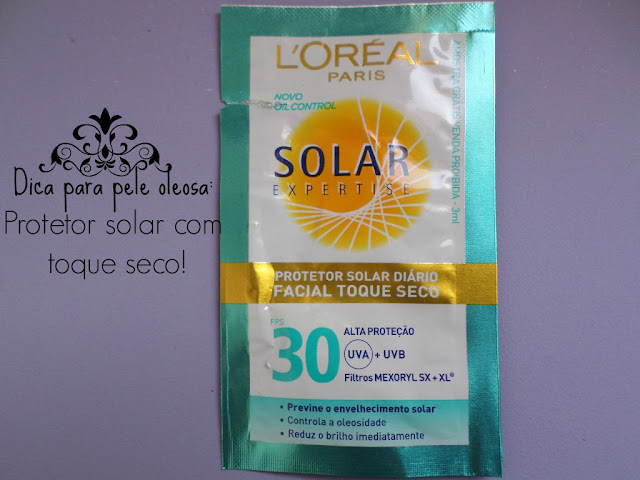 Dica para pele oleosa:
Protetor solar com
toque seco!
L'ORÉAL
PARIS
NOVO
OIL CONTROL
SOLAR
EXPERTISE
AMOSTRA GRÁTIS VENDA PROIBIDA - 3ml
PROTETOR SOLAR DIÁRIO
FACIAL TOQUE SECO
FPS
30
ALTA PROTEÇÃO
UVA + UVB
Filtros MEXORYL SX + XL®
• Previne o envelhecimento solar
• Controla a oleosidade
• Reduz o brilho imediatamente